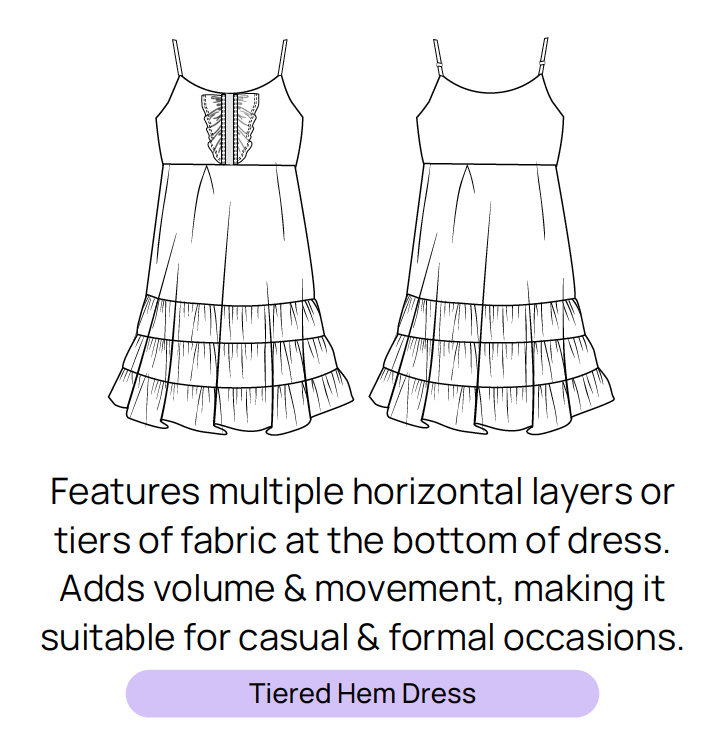 Features multiple horizontal layers or
tiers of fabric at the bottom of dress.
Adds volume & movement, making it
suitable for casual & formal occasions.
Tiered Hem Dress